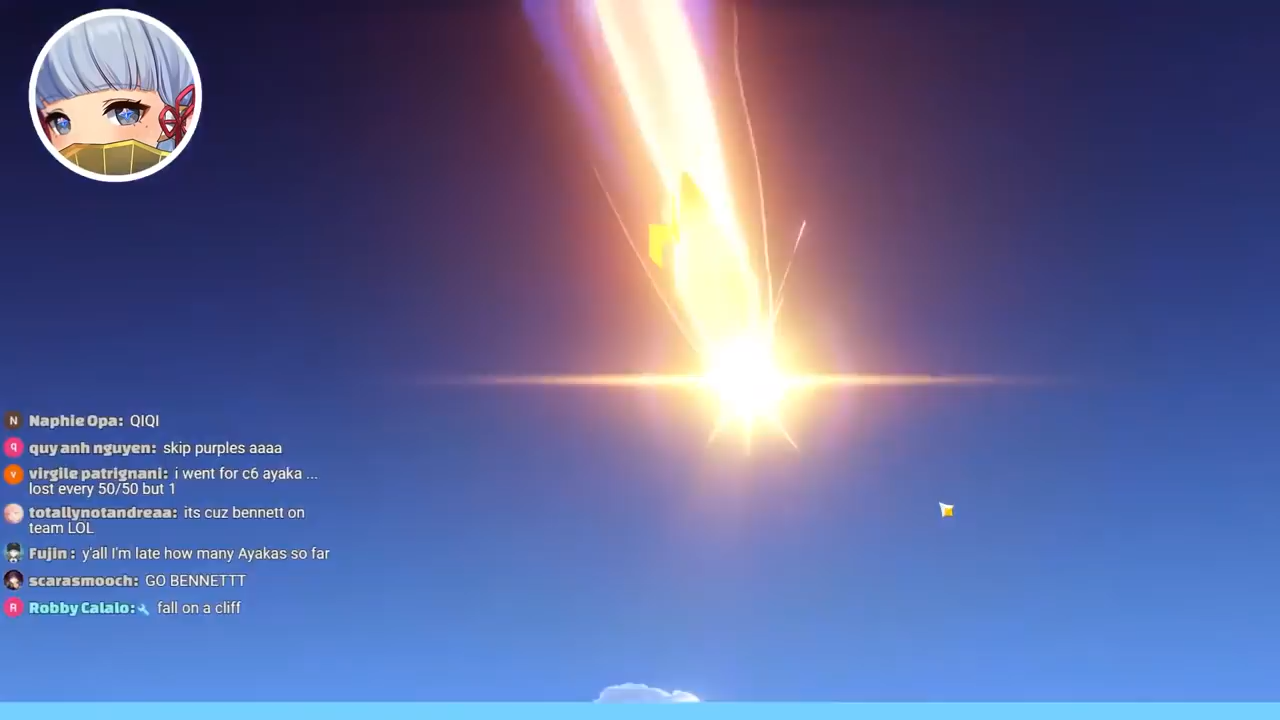 N Naphie Opa: QIQI
q quy anh nguyen: skip purples aaaa
v virgile patrignani: i went for c6 ayaka ...
lost every 50/50 but 1
totallynotandreaa: its cuz bennett on
team LOL
Fujin : y'all I'm late how many Ayakas so far
scarasmooch: GO BENNETTT
R Robby Calalo: fall on a cliff